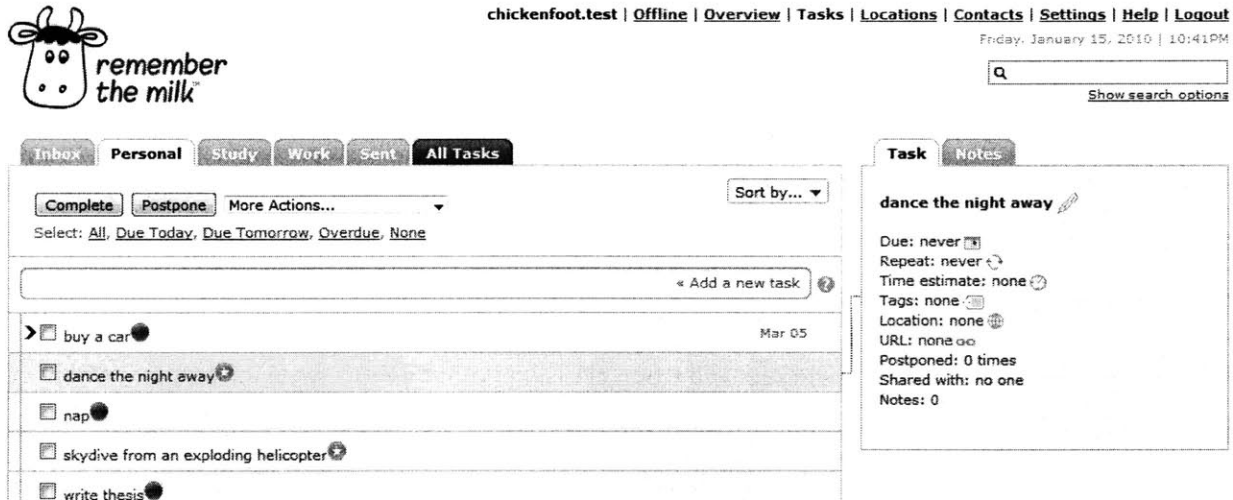 chickenfoot.test | Offline | Overview | Tasks | Locations | Contacts | Settings | Help | Logout
Friday, January 15, 2010 | 10:41PM
remember
the milk™
Show search options
Inbox Personal Study Work Sent All Tasks
Complete Postpone More Actions...
Sort by...
Select: All, Due Today, Due Tomorrow, Overdue, None
« Add a new task
buy a car Mar 05
dance the night away
nap
skydive from an exploding helicopter
write thesis
Task Notes
dance the night away
Due: never
Repeat: never
Time estimate: none
Tags: none
Location: none
URL: none
Postponed: 0 times
Shared with: no one
Notes: 0